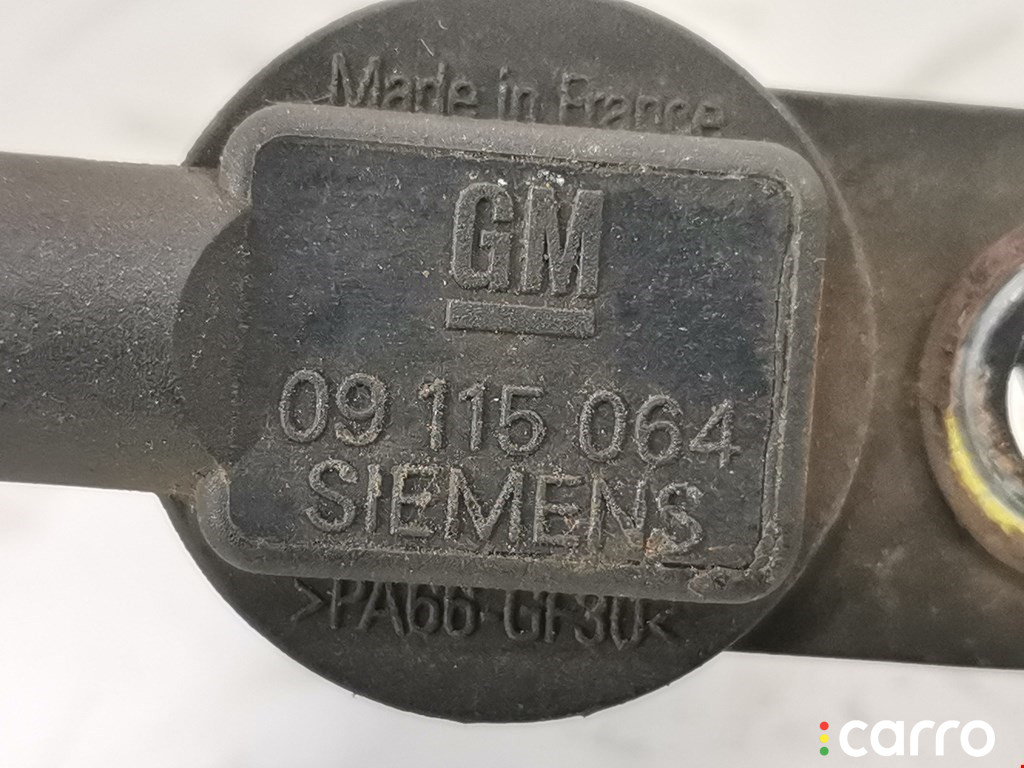 Made in France
GM
09 115 064
SIEMENS
>PA66-GF30<
carro